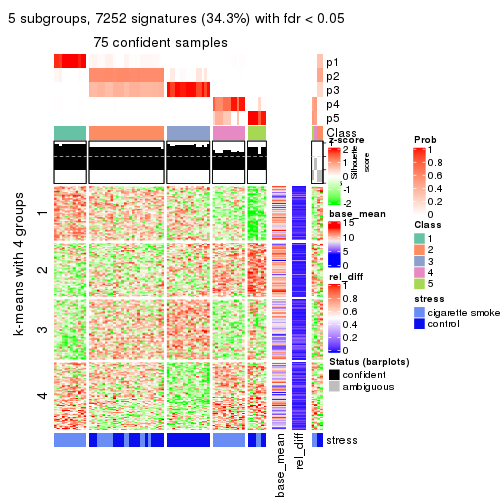 5 subgroups, 7252 signatures (34.3%) with fdr < 0.05
75 confident samples
p1
p2
p3
p4
p5
Class
z-score
2
1
0
-1
-2
Silhouette
score
Prob
1
0.8
0.6
0.4
0.2
0
k-means with 4 groups
1
2
3
4
base_mean
15
10
5
0
Class
1
2
3
4
5
rel_diff
1
0.8
0.6
0.4
0.2
0
stress
cigarette smoke
control
Status (barplots)
confident
ambiguous
stress
base_mean
rel_diff